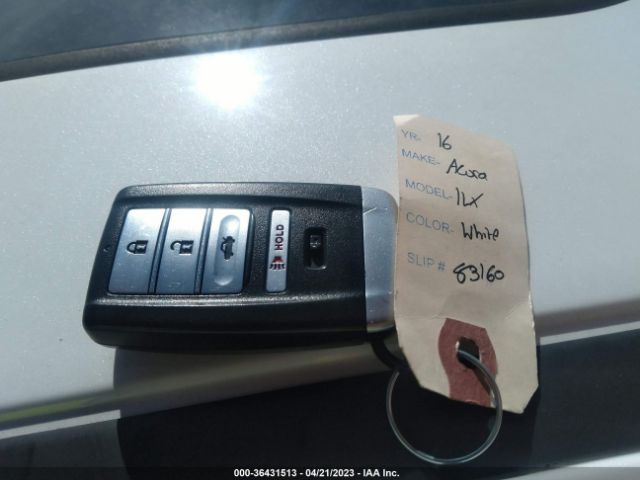 YR- 16
MAKE- Acura
MODEL- ILX
COLOR- White
SLIP # 83160
HOLD
000-36431513 - 04/21/2023 - IAA Inc.